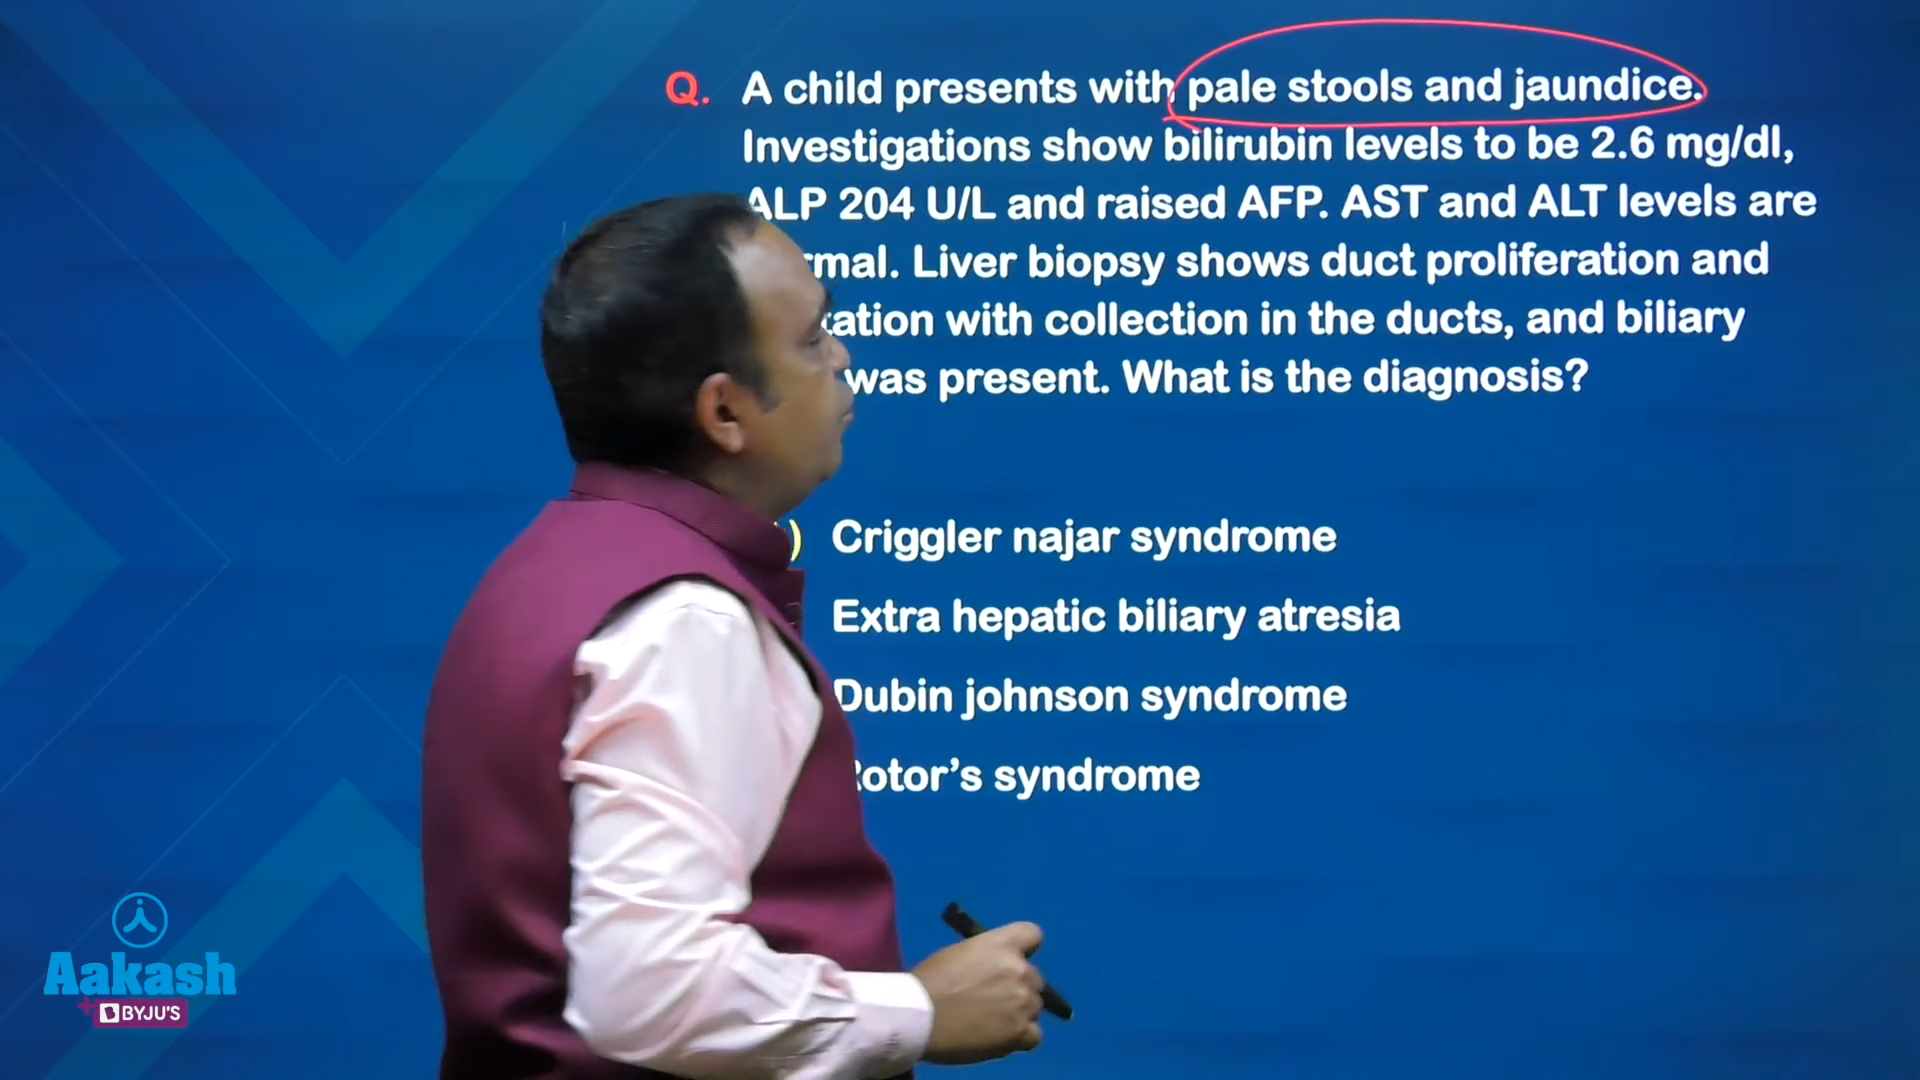 Q. A child presents with pale stools and jaundice.
Investigations show bilirubin levels to be 2.6 mg/dl,
ALP 204 U/L and raised AFP. AST and ALT levels are
Liver biopsy shows duct proliferation and
with collection in the ducts, and biliary
was present. What is the diagnosis?
) Criggler najar syndrome
Extra hepatic biliary atresia
Dubin johnson syndrome
Rotor's syndrome
Aakash
+ BYJU'S